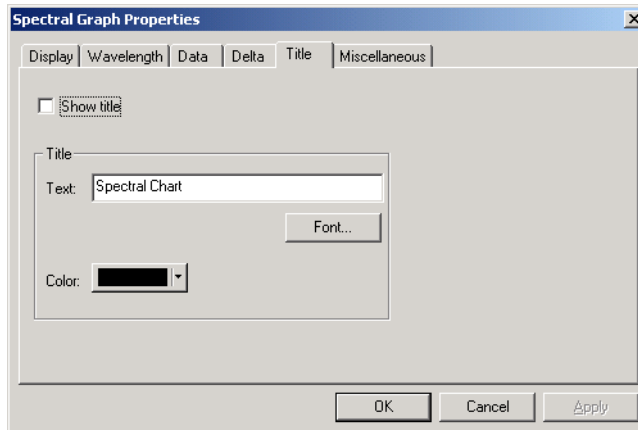 Spectral Graph Properties
Display Wavelength Data Delta Title Miscellaneous
Show title
Title
Text: Spectral Chart
Font...
Color:
OK Cancel Apply